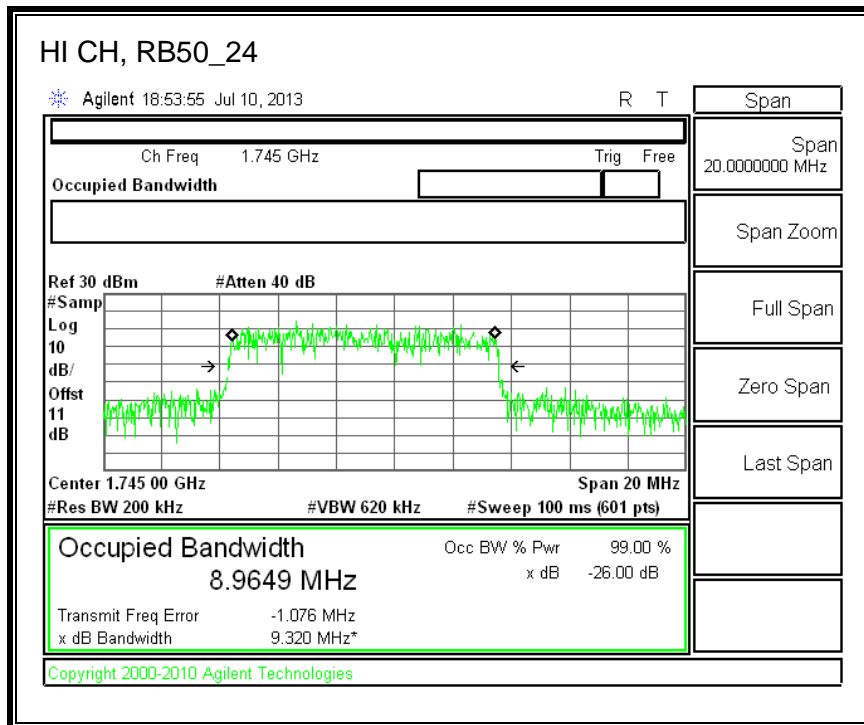 HI CH, RB50_24
Agilent 18:53:55 Jul 10, 2013 R T
Span
Ch Freq 1.745 GHz Trig Free
Occupied Bandwidth
Span
20.0000000 MHz
Span Zoom
Full Span
Zero Span
Last Span
Ref 30 dBm #Atten 40 dB
#Samp
Log
10
dB/
Offst
11
dB
Center 1.745 00 GHz Span 20 MHz
#Res BW 200 kHz #VBW 620 kHz #Sweep 100 ms (601 pts)
Occupied Bandwidth
8.9649 MHz
Occ BW % Pwr 99.00 %
x dB -26.00 dB
Transmit Freq Error -1.076 MHz
x dB Bandwidth 9.320 MHz*
Copyright 2000-2010 Agilent Technologies